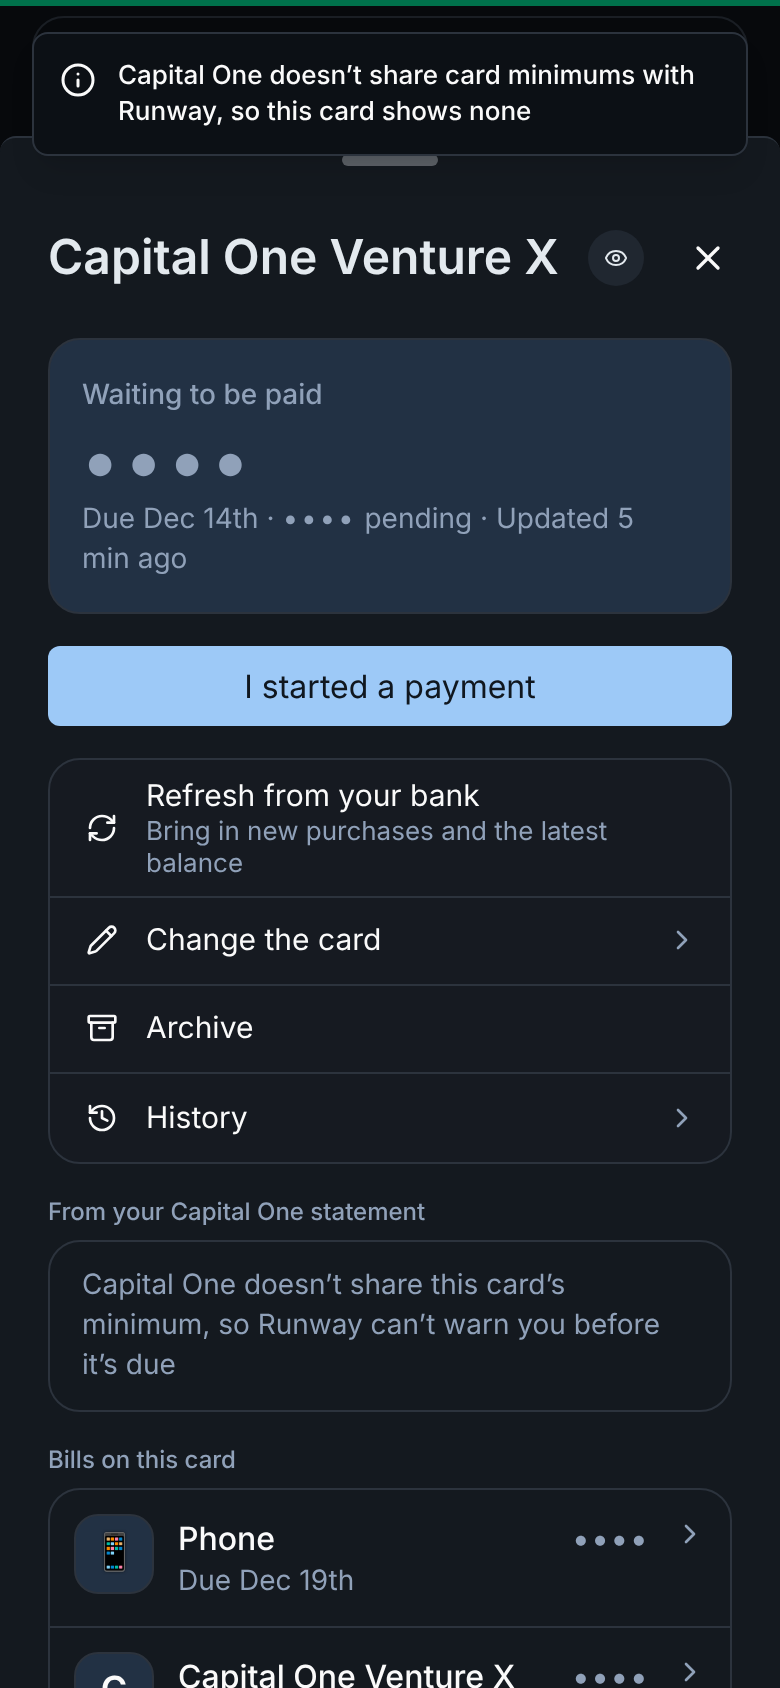 Capital One doesn’t share card minimums with
Runway, so this card shows none
Capital One Venture X
Waiting to be paid
••••
Due Dec 14th · •••• pending · Updated 5
min ago
I started a payment
Refresh from your bank
Bring in new purchases and the latest
balance
Change the card
Archive
History
From your Capital One statement
Capital One doesn’t share this card’s
minimum, so Runway can’t warn you before
it’s due
Bills on this card
Phone ••••
Due Dec 19th
Capital One Venture X ••••